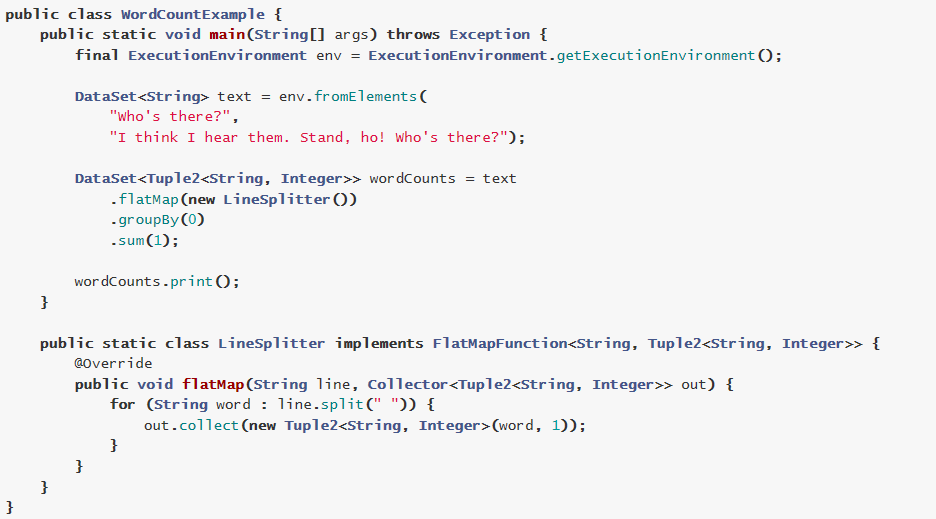 public class WordCountExample {
    public static void main(String[] args) throws Exception {
        final ExecutionEnvironment env = ExecutionEnvironment.getExecutionEnvironment();

        DataSet<String> text = env.fromElements(
            "Who's there?",
            "I think I hear them. Stand, ho! Who's there?");

        DataSet<Tuple2<String, Integer>> wordCounts = text
            .flatMap(new LineSplitter())
            .groupBy(0)
            .sum(1);

        wordCounts.print();
    }

    public static class LineSplitter implements FlatMapFunction<String, Tuple2<String, Integer>> {
        @Override
        public void flatMap(String line, Collector<Tuple2<String, Integer>> out) {
            for (String word : line.split(" ")) {
                out.collect(new Tuple2<String, Integer>(word, 1));
            }
        }
    }
}